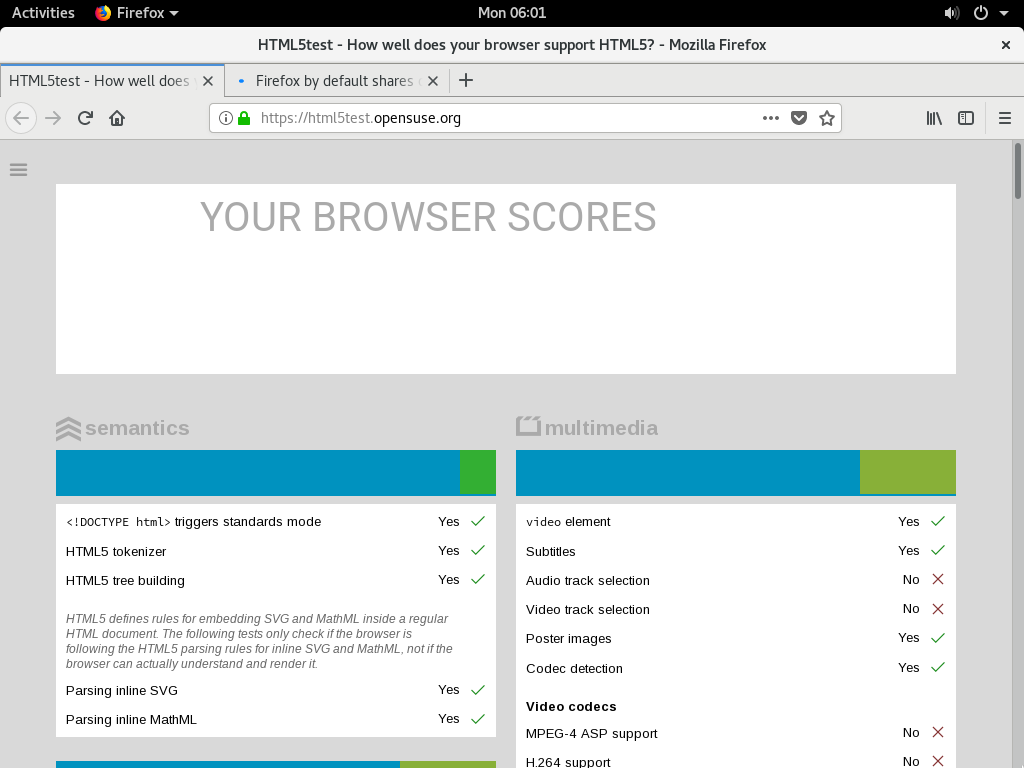 Activities Firefox Mon 06:01
HTML5test - How well does your browser support HTML5? - Mozilla Firefox
HTML5test - How well does Firefox by default shares
https://html5test.opensuse.org
YOUR BROWSER SCORES
semantics
<!DOCTYPE html> triggers standards mode Yes
HTML5 tokenizer Yes
HTML5 tree building Yes
HTML5 defines rules for embedding SVG and MathML inside a regular
HTML document. The following tests only check if the browser is
following the HTML5 parsing rules for inline SVG and MathML, not if the
browser can actually understand and render it.
Parsing inline SVG Yes
Parsing inline MathML Yes
multimedia
video element Yes
Subtitles Yes
Audio track selection No
Video track selection No
Poster images Yes
Codec detection Yes
Video codecs
MPEG-4 ASP support No
H.264 support No